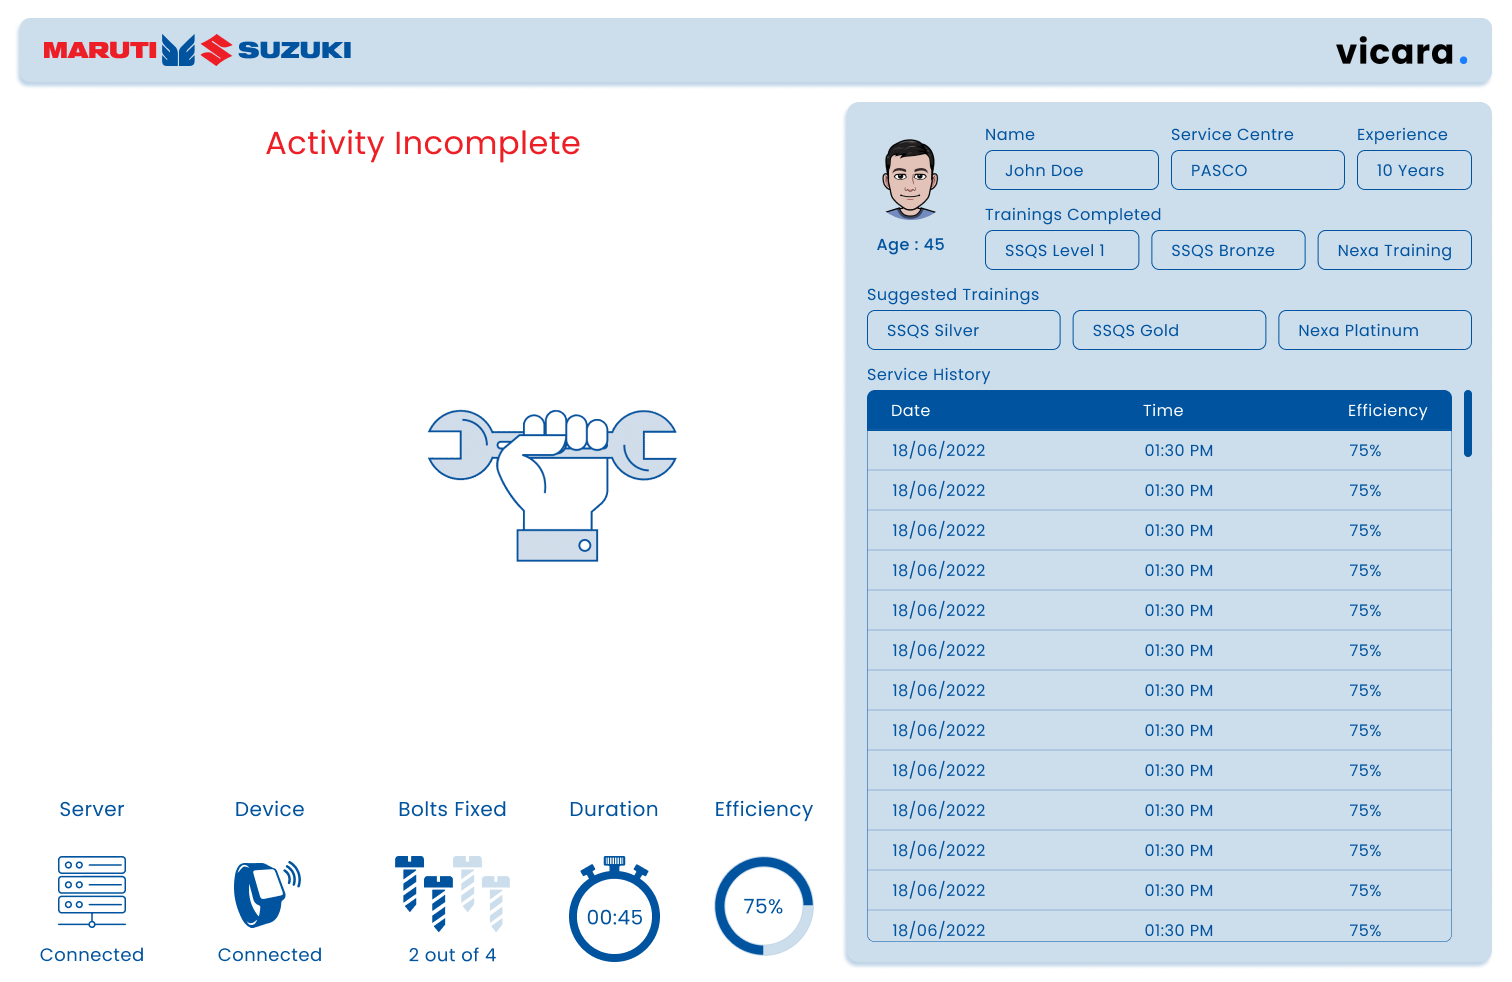 MARUTI SUZUKI
vicara.
Activity Incomplete
Server
Device
Bolts Fixed
Duration
Efficiency
00:45
75%
Connected
Connected
2 out of 4
Name
Service Centre
Experience
John Doe
PASCO
10 Years
Trainings Completed
Age : 45
SSQS Level 1
SSQS Bronze
Nexa Training
Suggested Trainings
SSQS Silver
SSQS Gold
Nexa Platinum
Service History
Date Time Efficiency
18/06/2022 01:30 PM 75%
18/06/2022 01:30 PM 75%
18/06/2022 01:30 PM 75%
18/06/2022 01:30 PM 75%
18/06/2022 01:30 PM 75%
18/06/2022 01:30 PM 75%
18/06/2022 01:30 PM 75%
18/06/2022 01:30 PM 75%
18/06/2022 01:30 PM 75%
18/06/2022 01:30 PM 75%
18/06/2022 01:30 PM 75%
18/06/2022 01:30 PM 75%
18/06/2022 01:30 PM 75%